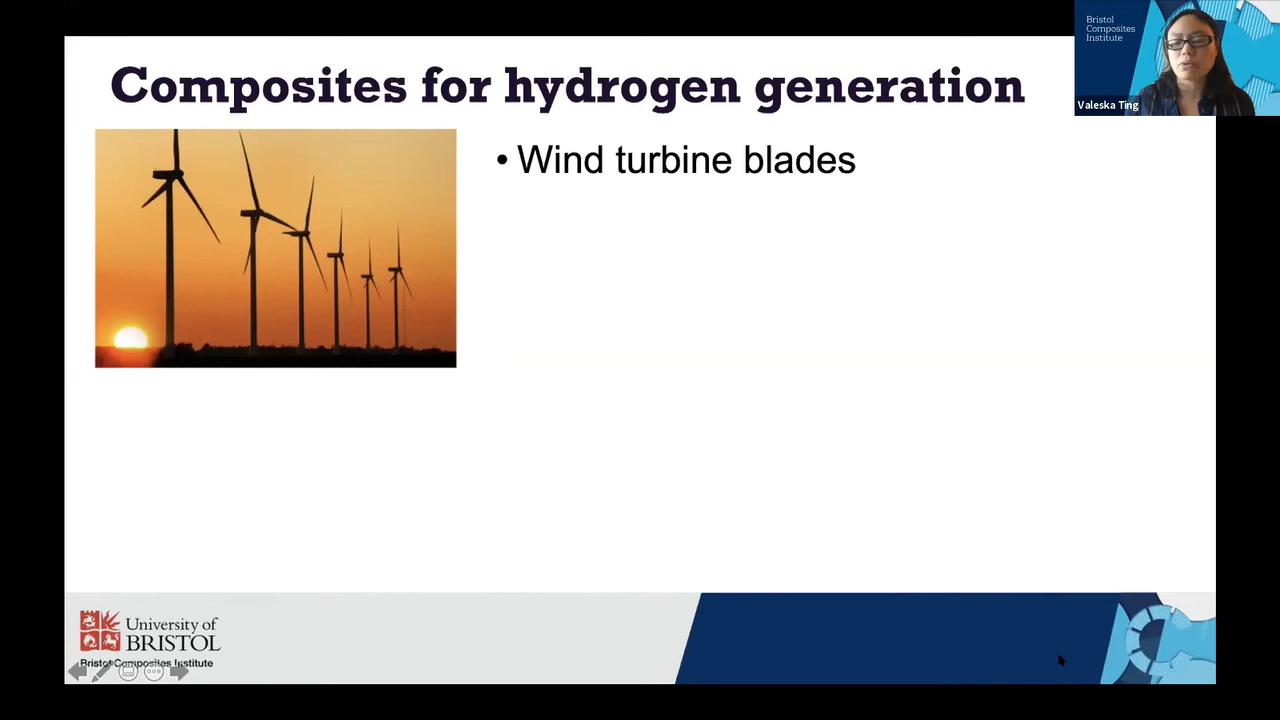 Composites for hydrogen generation
Bristol
Composites
Institute
Valeska Ting
• Wind turbine blades
University of
BRISTOL
Bristol Composites Institute